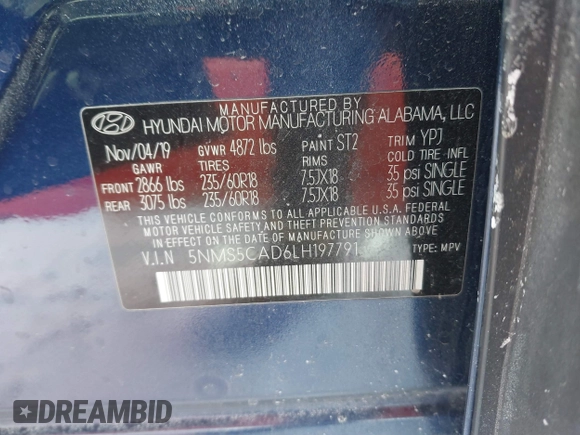 MANUFACTURED BY
HYUNDAI MOTOR MANUFACTURING ALABAMA, LLC
Nov/04/19 GVWR 4872 lbs PAINT ST2 TRIM YPJ
GAWR TIRES RIMS COLD TIRE INFL
FRONT 2866 lbs 235/60R18 7.5JX18 35 psi SINGLE
REAR 3075 lbs 235/60R18 7.5JX18 35 psi SINGLE
THIS VEHICLE CONFORMS TO ALL APPLICABLE U.S.A. FEDERAL
MOTOR VEHICLE SAFETY AND THEFT PREVENTION STANDARDS
IN EFFECT ON THE DATE OF MANUFACTURE SHOWN ABOVE.
V.I.N 5NMS5CAD6LH197791 TYPE: MPV
DREAMBID